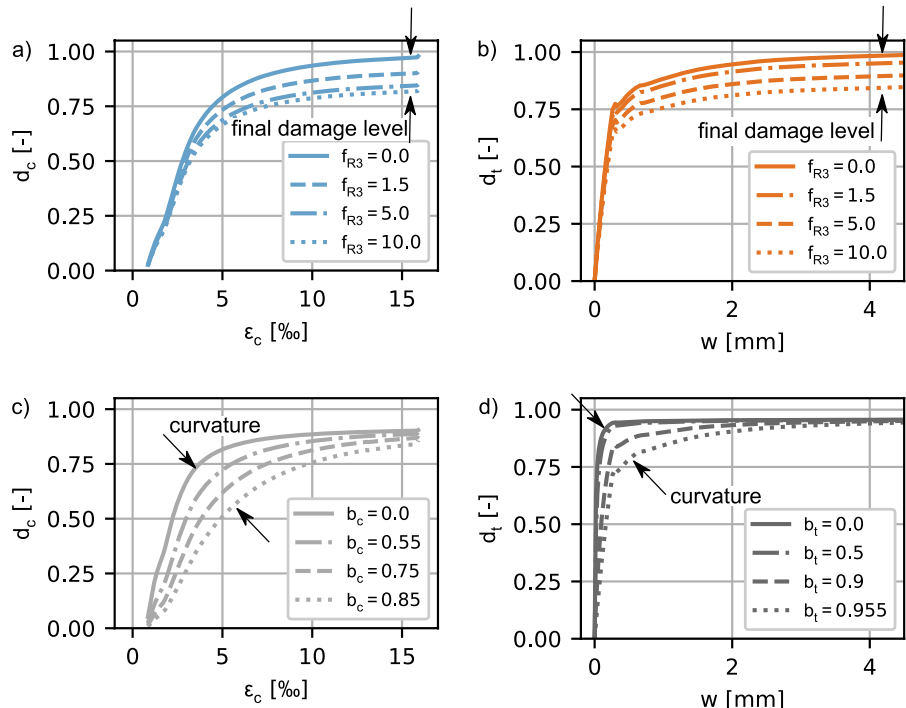 a)
1.00
0.75
0.50
0.25
0.00
d_c [-]
final damage level
f_R3 = 0.0
f_R3 = 1.5
f_R3 = 5.0
f_R3 = 10.0
0 5 10 15
ε_c [‰]
b)
1.00
0.75
0.50
0.25
0.00
d_t [-]
final damage level
f_R3 = 0.0
f_R3 = 1.5
f_R3 = 5.0
f_R3 = 10.0
0 2 4
w [mm]
c)
1.00
0.75
0.50
0.25
0.00
d_c [-]
curvature
b_c = 0.0
b_c = 0.55
b_c = 0.75
b_c = 0.85
0 5 10 15
ε_c [‰]
d)
1.00
0.75
0.50
0.25
0.00
d_t [-]
curvature
b_t = 0.0
b_t = 0.5
b_t = 0.9
b_t = 0.955
0 2 4
w [mm]